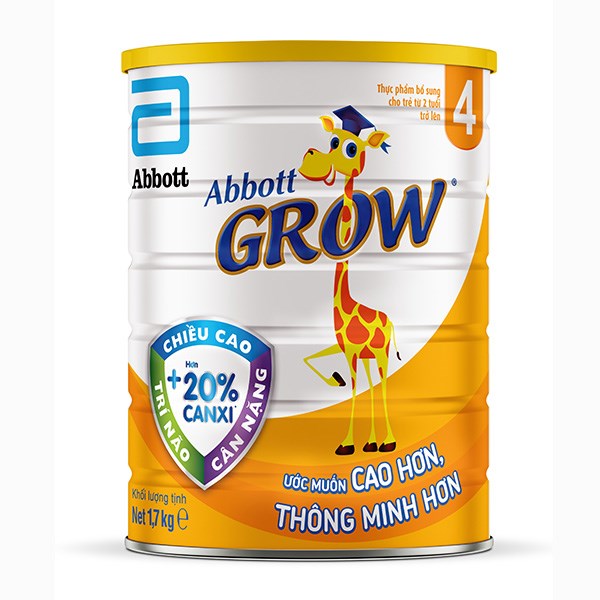 Abbott
Thực phẩm bổ sung
cho trẻ từ 2 tuổi
trở lên
4
Abbott
GROW®
CHIỀU CAO
Hơn
+20%
CANXI*
TRÍ NÃO
CÂN NẶNG
ƯỚC MUỐN CAO HƠN,
THÔNG MINH HƠN
Khối lượng tịnh
Net 1,7kg e